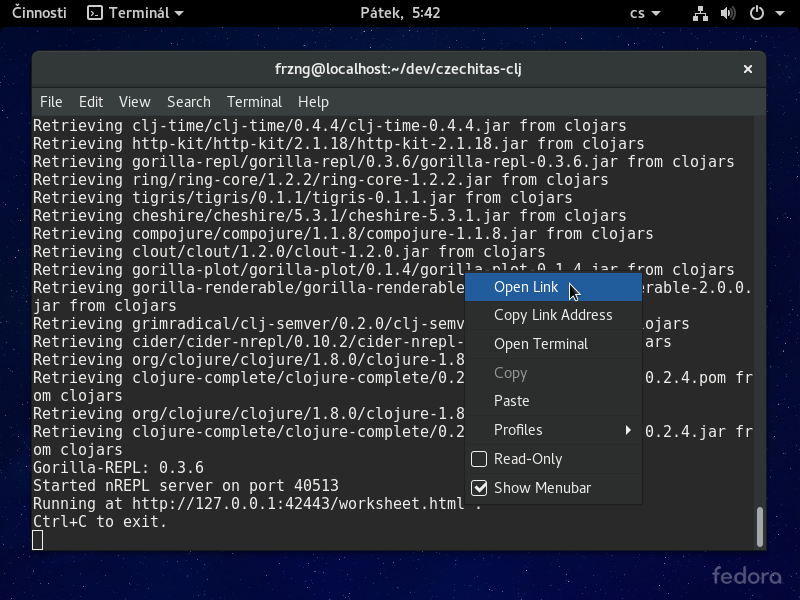 Činnosti Terminál Pátek, 5:42 cs
frzng@localhost:~/dev/czechitas-clj
File Edit View Search Terminal Help
Retrieving clj-time/clj-time/0.4.4/clj-time-0.4.4.jar from clojars
Retrieving http-kit/http-kit/2.1.18/http-kit-2.1.18.jar from clojars
Retrieving gorilla-repl/gorilla-repl/0.3.6/gorilla-repl-0.3.6.jar from clojars
Retrieving ring/ring-core/1.2.2/ring-core-1.2.2.jar from clojars
Retrieving tigris/tigris/0.1.1/tigris-0.1.1.jar from clojars
Retrieving cheshire/cheshire/5.3.1/cheshire-5.3.1.jar from clojars
Retrieving compojure/compojure/1.1.8/compojure-1.1.8.jar from clojars
Retrieving clout/clout/1.2.0/clout-1.2.0.jar from clojars
Retrieving gorilla-plot/gorilla-plot/0.1.4/gorilla-plot-0.1.4.jar from clojars
Retrieving gorilla-renderable/gorilla-renderable rable-2.0.0.
jar from clojars
Retrieving grimradical/clj-semver/0.2.0/clj-semv ojars
Retrieving cider/cider-nrepl/0.10.2/cider-nrepl- ars
Retrieving org/clojure/clojure/1.8.0/clojure-1.8
Retrieving clojure-complete/clojure-complete/0.2 0.2.4.pom fr
om clojars
Retrieving org/clojure/clojure/1.8.0/clojure-1.8
Retrieving clojure-complete/clojure-complete/0.2 0.2.4.jar fr
om clojars
Gorilla-REPL: 0.3.6
Started nREPL server on port 40513
Running at http://127.0.0.1:42443/worksheet.html .
Ctrl+C to exit.
Open Link
Copy Link Address
Open Terminal
Copy
Paste
Profiles
Read-Only
Show Menubar
fedora